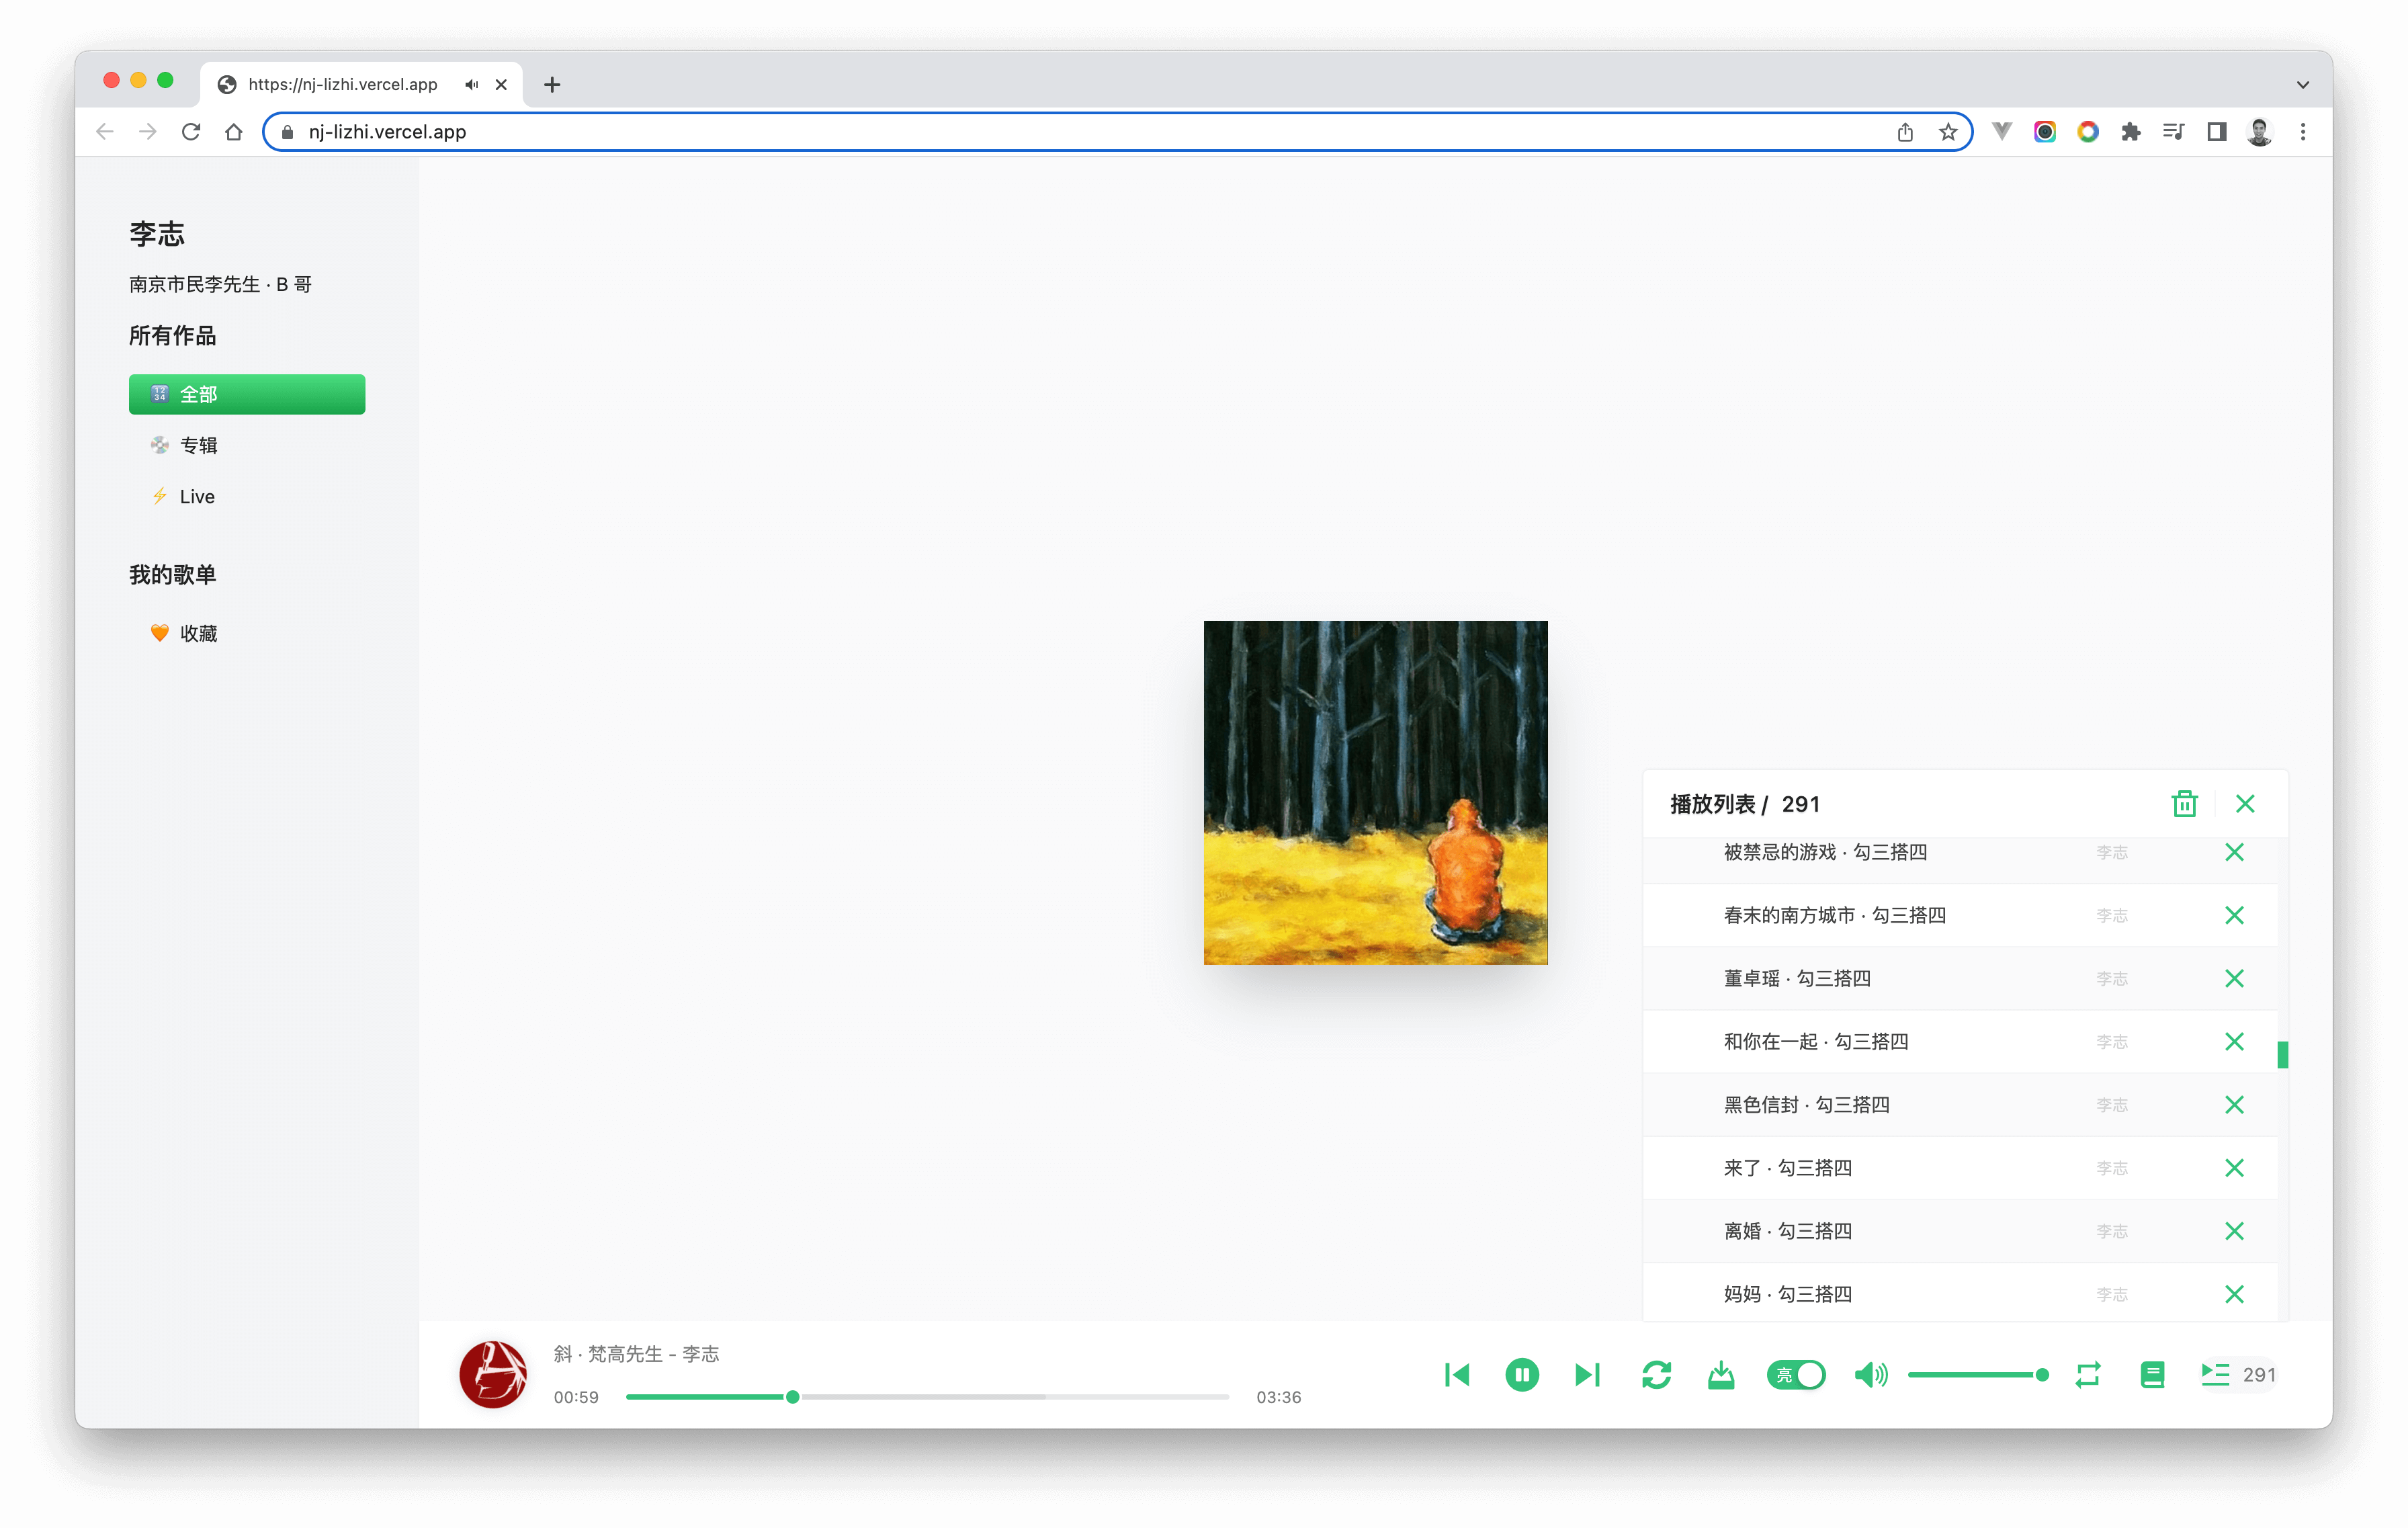 https://nj-lizhi.vercel.app
nj-lizhi.vercel.app
李志
南京市民李先生 · B 哥
所有作品
全部
专辑
Live
我的歌单
收藏
播放列表 / 291
被禁忌的游戏 · 勾三搭四 李志
春末的南方城市 · 勾三搭四 李志
董卓瑶 · 勾三搭四 李志
和你在一起 · 勾三搭四 李志
黑色信封 · 勾三搭四 李志
来了 · 勾三搭四 李志
离婚 · 勾三搭四 李志
妈妈 · 勾三搭四 李志
斜 · 梵高先生 - 李志
00:59 03:36
亮 291